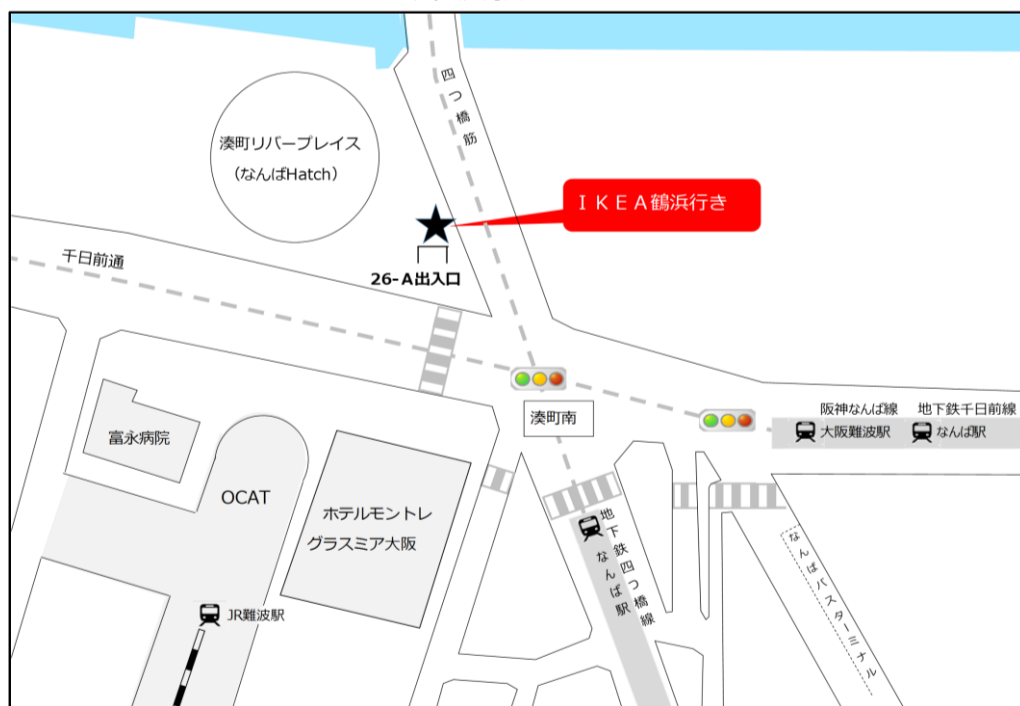 四つ橋筋
湊町リバープレイス
（なんばHatch）
ＩＫＥＡ鶴浜行き
千日前通
26-A出入口
湊町南
阪神なんば線
大阪難波駅
地下鉄千日前線
なんば駅
富永病院
OCAT
ホテルモントレ
グラスミア大阪
地下鉄四つ橋線
なんば駅
なんばバスターミナル
JR難波駅